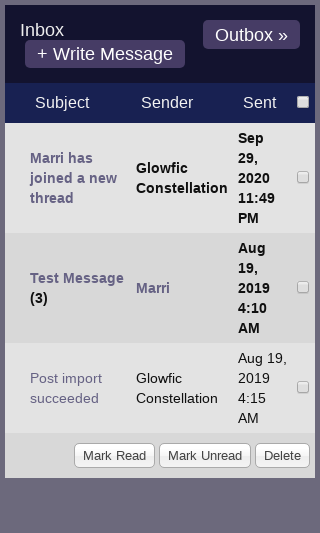 Inbox
Outbox »
+ Write Message
Subject Sender Sent
Marri has
joined a new
thread
Glowfic
Constellation
Sep
29,
2020
11:49
PM
Test Message
(3)
Marri
Aug
19,
2019
4:10
AM
Post import
succeeded
Glowfic
Constellation
Aug 19,
2019
4:15
AM
Mark Read Mark Unread Delete